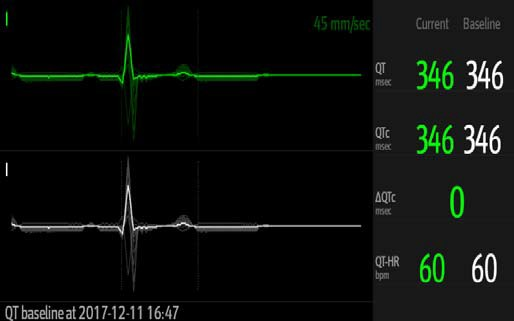 45 mm/sec
Current Baseline
QT
msec
346 346
QTc
msec
346 346
ΔQTc
msec
0
QT-HR
bpm
60 60
QT baseline at 2017-12-11 16:47